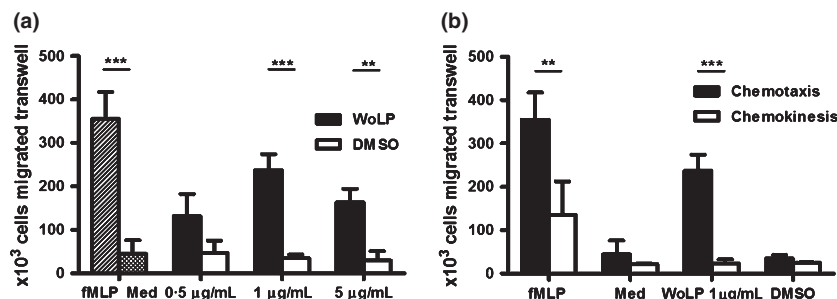 (a)
x10³ cells migrated transwell
500
400
300
200
100
0
***
***
**
WoLP
DMSO
fMLP Med 0·5 µg/mL 1 µg/mL 5 µg/mL
(b)
x10³ cells migrated transwell
500
400
300
200
100
0
**
***
Chemotaxis
Chemokinesis
fMLP Med WoLP 1µg/mL DMSO